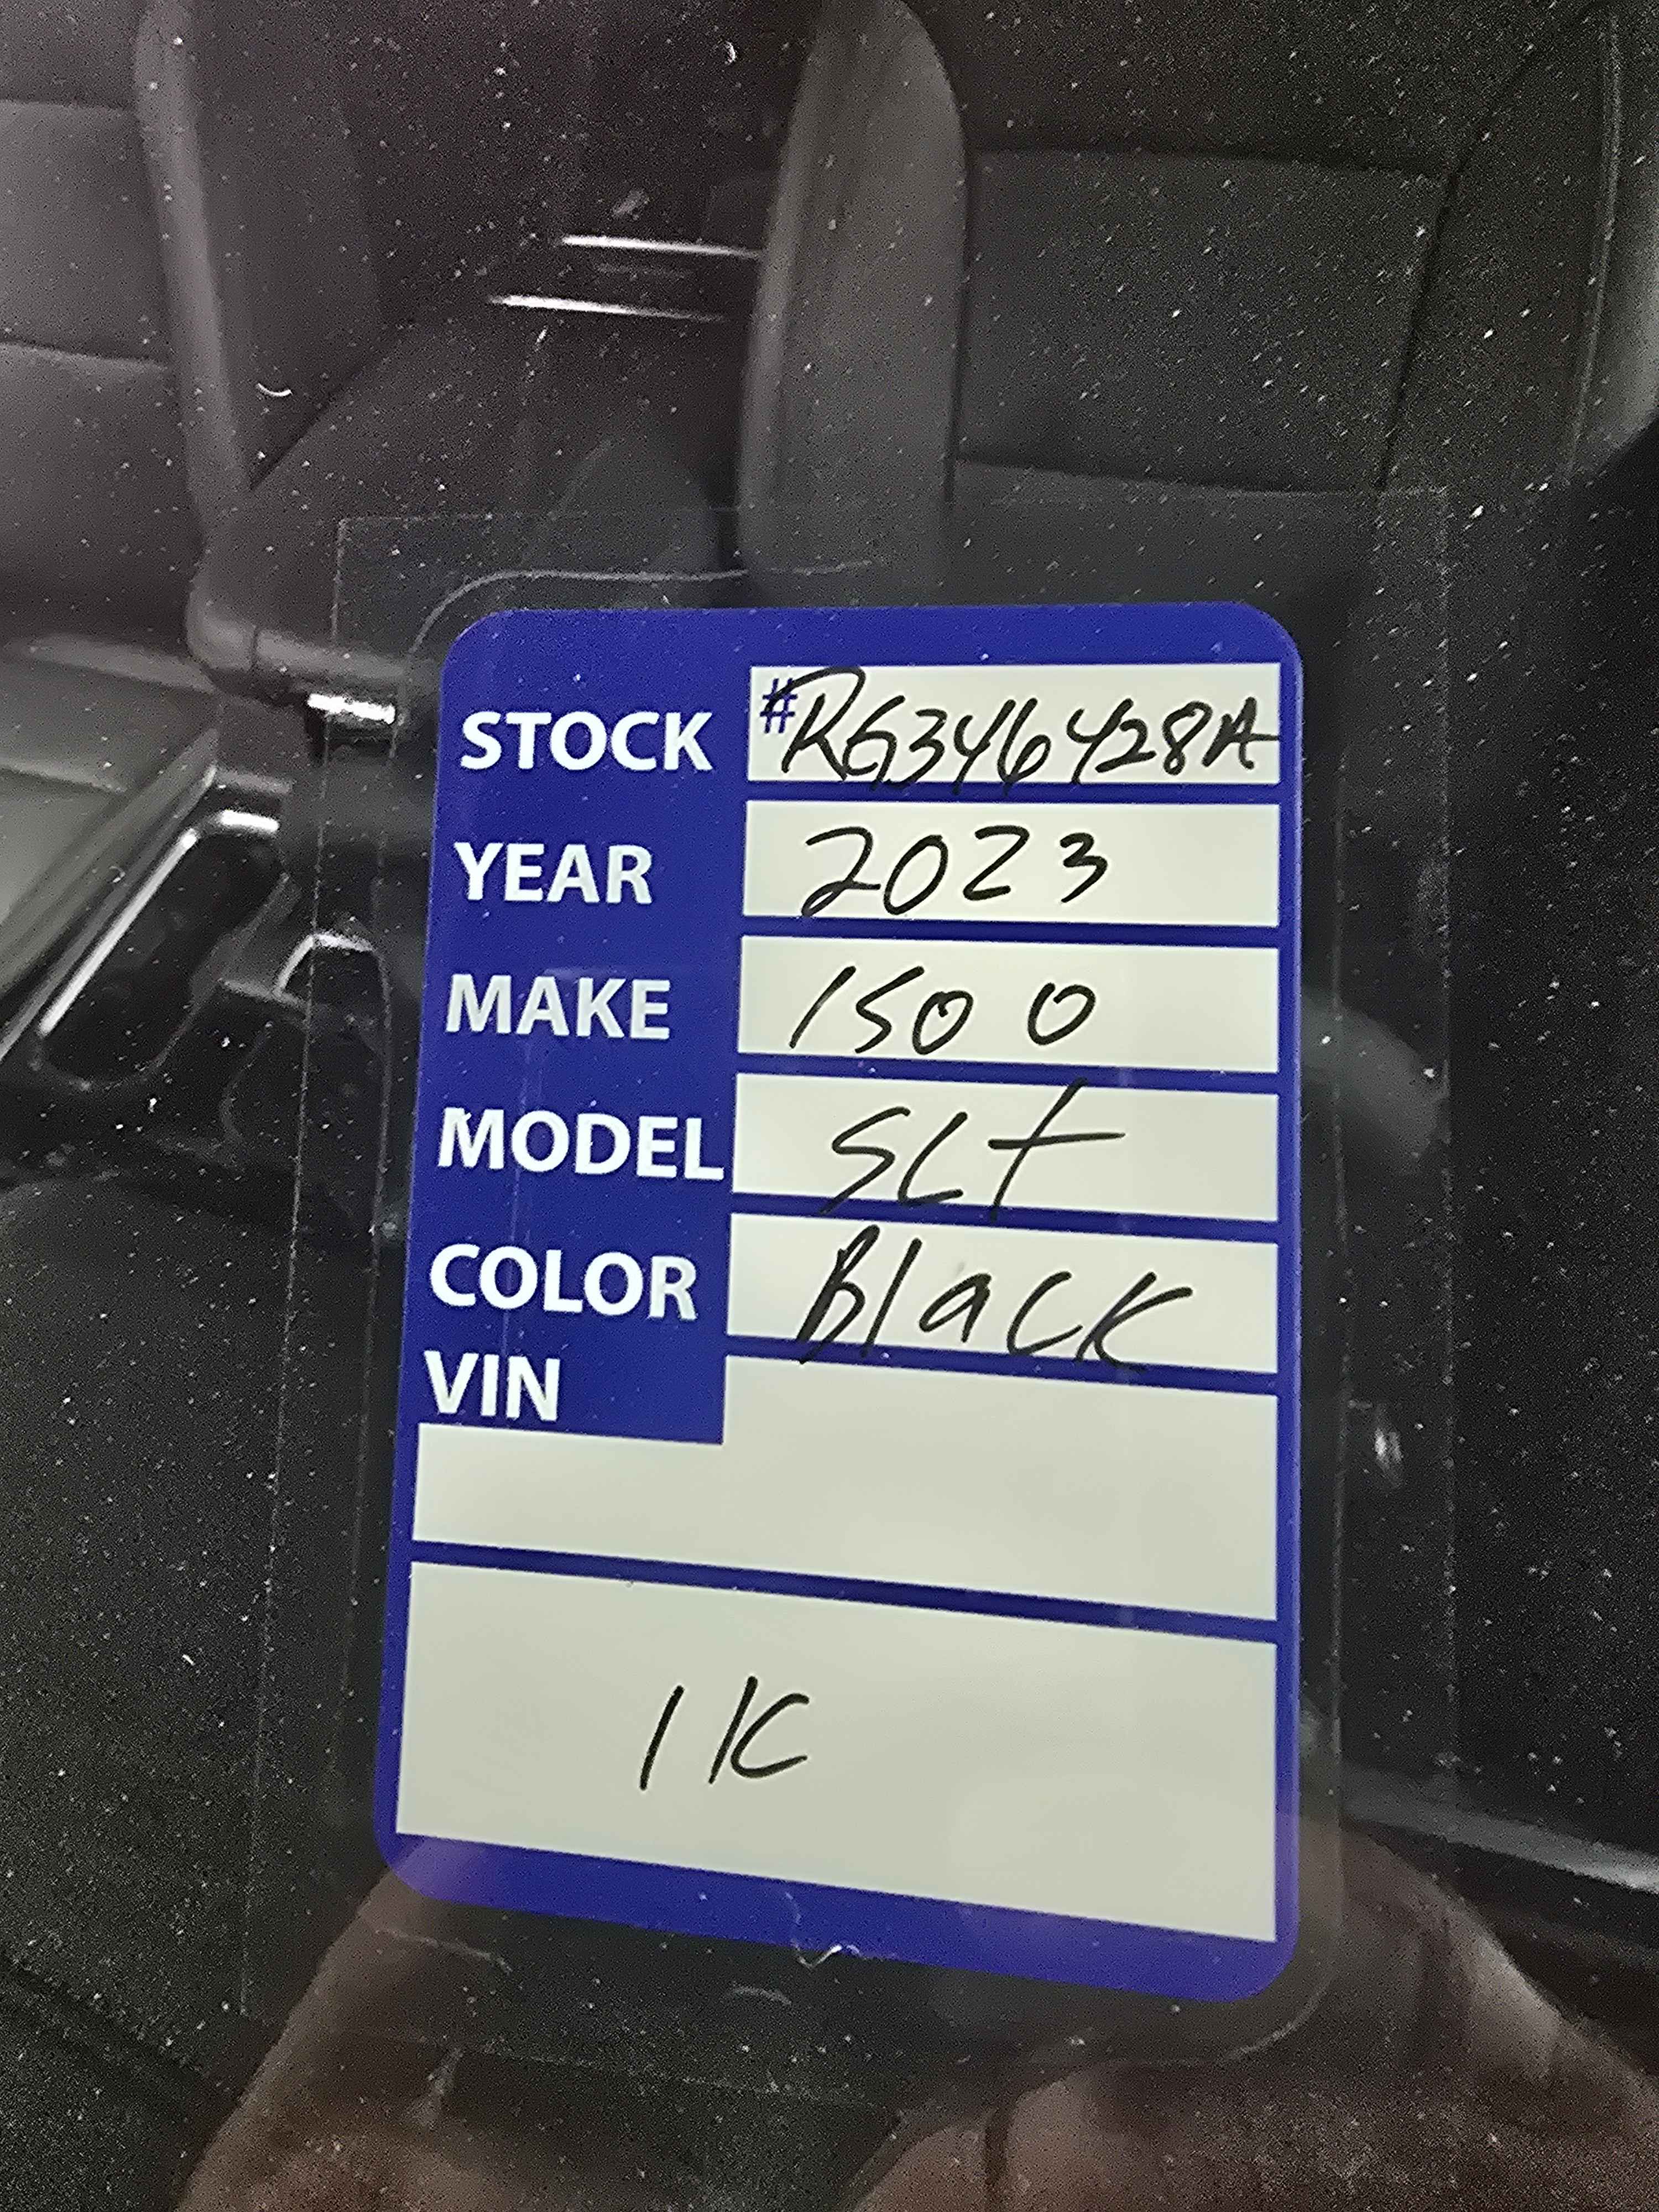 STOCK #RG346428A
YEAR 2023
MAKE 1500
MODEL SLT
COLOR Black
VIN
1K